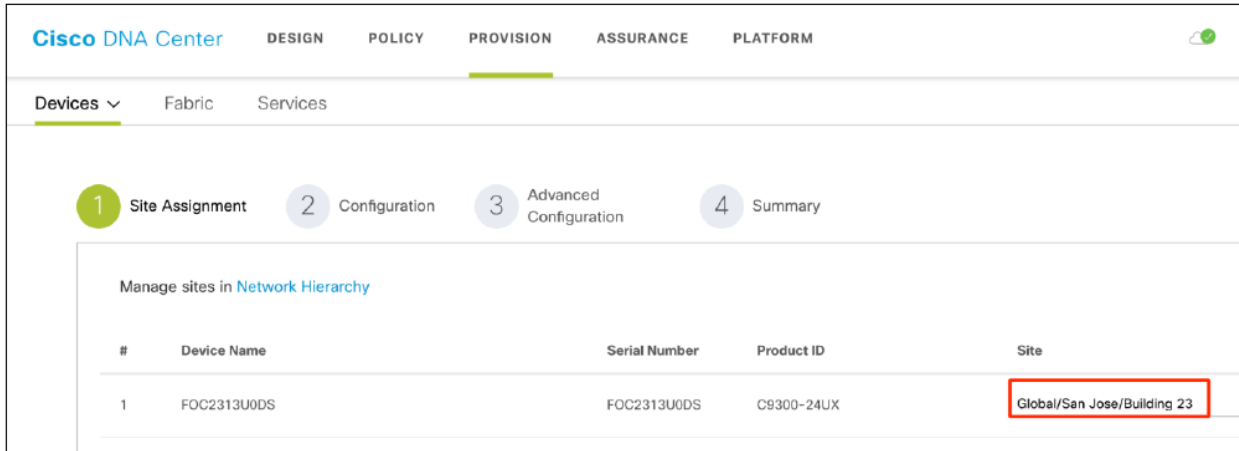 Cisco DNA Center DESIGN POLICY PROVISION ASSURANCE PLATFORM
Devices Fabric Services
1 Site Assignment 2 Configuration 3 Advanced Configuration 4 Summary
Manage sites in Network Hierarchy
# Device Name Serial Number Product ID Site
1 FOC2313U0DS FOC2313U0DS C9300-24UX Global/San Jose/Building 23